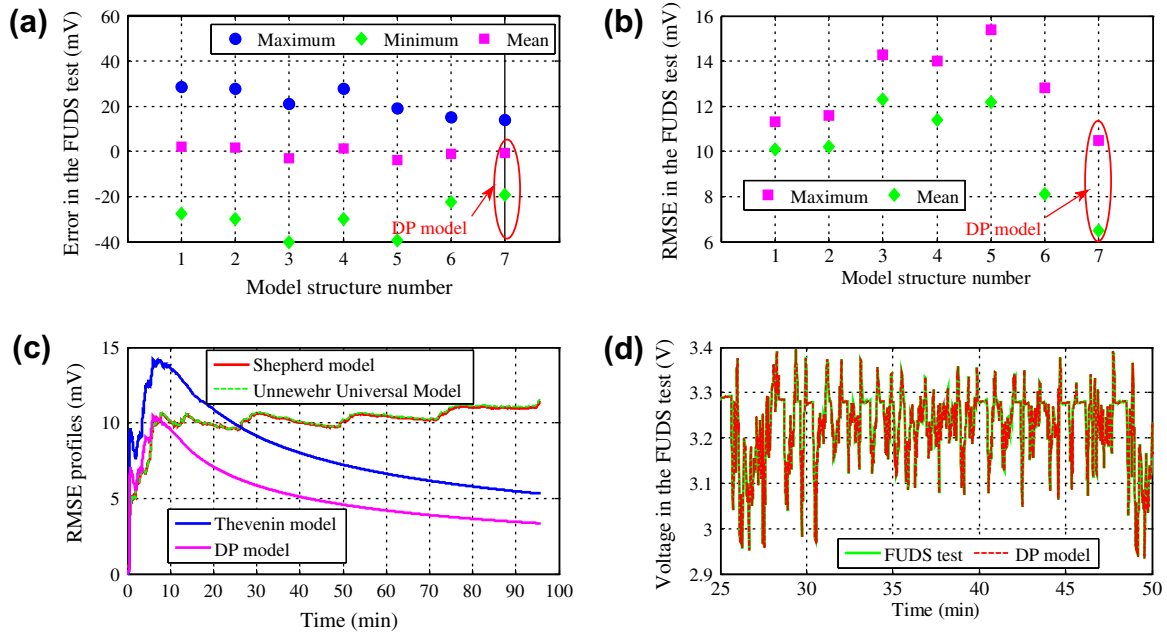 (a)
Error in the FUDS test (mV)
Maximum Minimum Mean
60
40
20
0
-20
-40
DP model
1 2 3 4 5 6 7
Model structure number
(b)
RMSE in the FUDS test (mV)
16
14
12
10
8
6
Maximum Mean
DP model
1 2 3 4 5 6 7
Model structure number
(c)
RMSE profiles (mV)
15
10
5
0
Shepherd model
Unnewehr Universal Model
Thevenin model
DP model
0 10 20 30 40 50 60 70 80 90 100
Time (min)
(d)
Voltage in the FUDS test (V)
3.4
3.3
3.2
3.1
3
2.9
FUDS test DP model
25 30 35 40 45 50
Time (min)